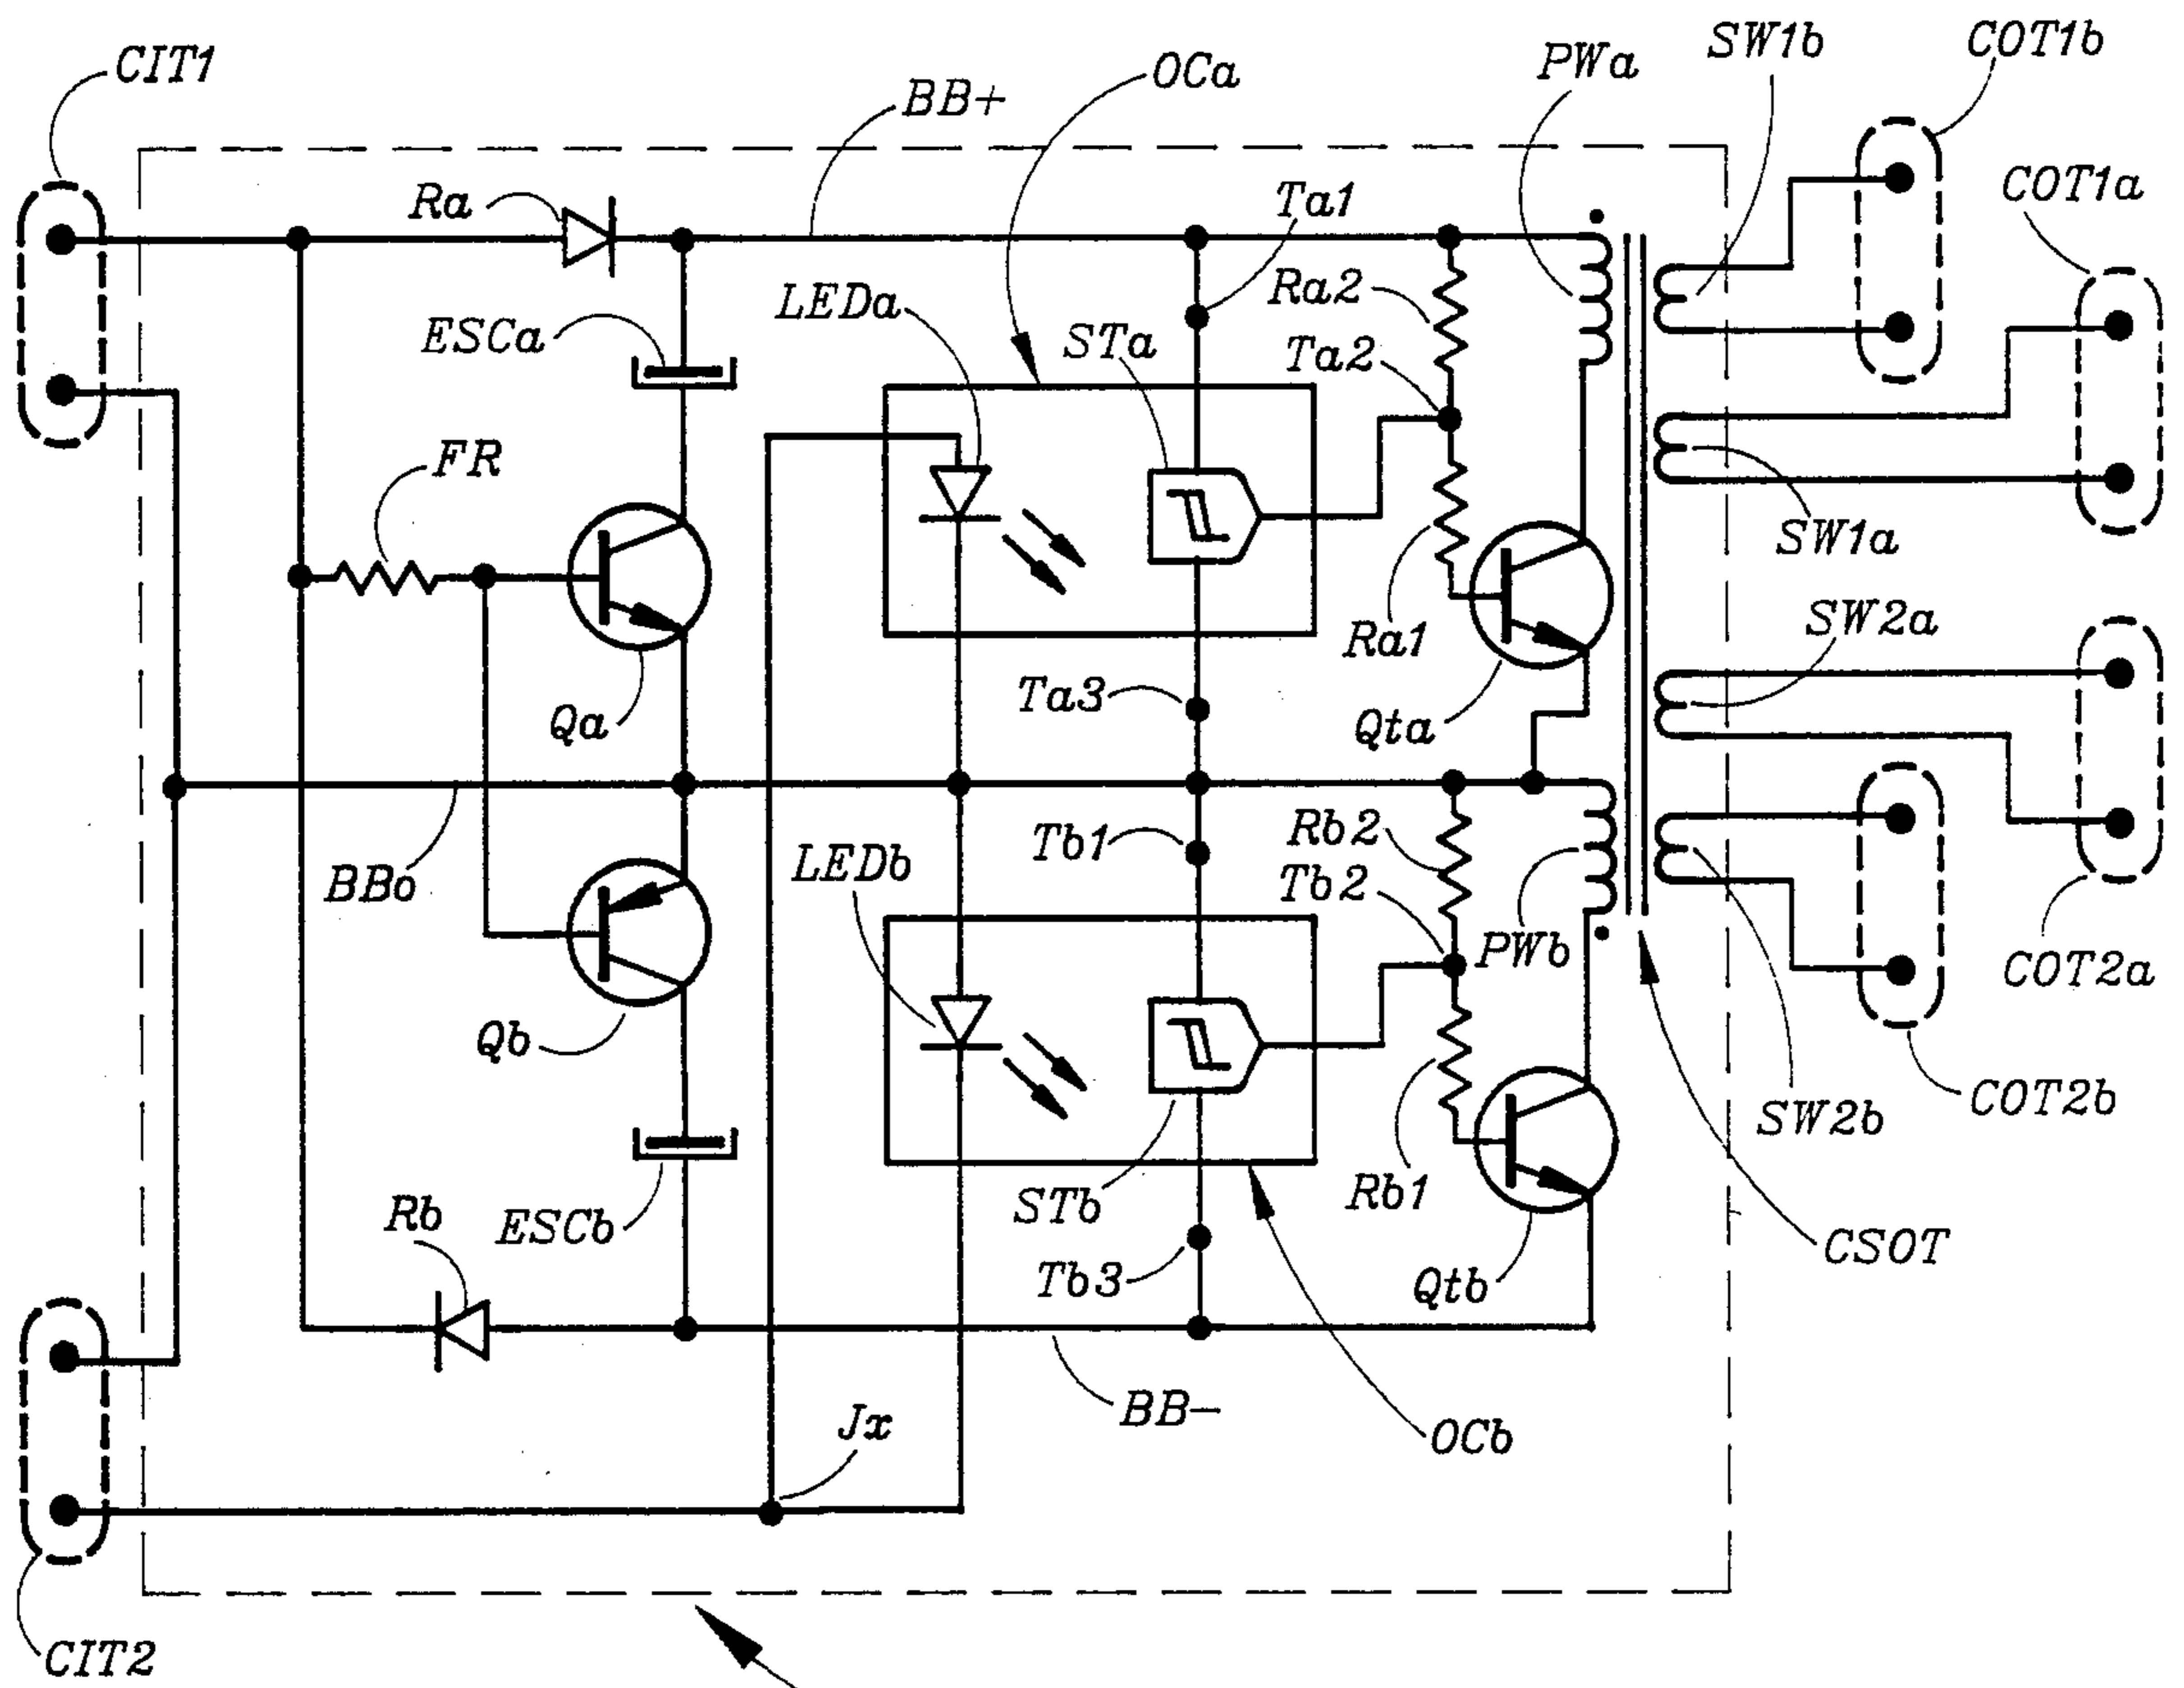 CIT1
OCa
PWa
SW1b
COT1b
BB+
Ra
Ta1
COT1a
LEDa
Ra2
ESCa
STa
Ta2
FR
SW1a
Ra1
SW2a
Ta3
Qa
Qta
Tb1
Rb2
BBo
LEDb
Tb2
PWb
COT2a
Qb
COT2b
SW2b
Rb1
STb
Rb
ESCb
CSOT
Tb3
Qtb
BB-
Jx
OCb
CIT2